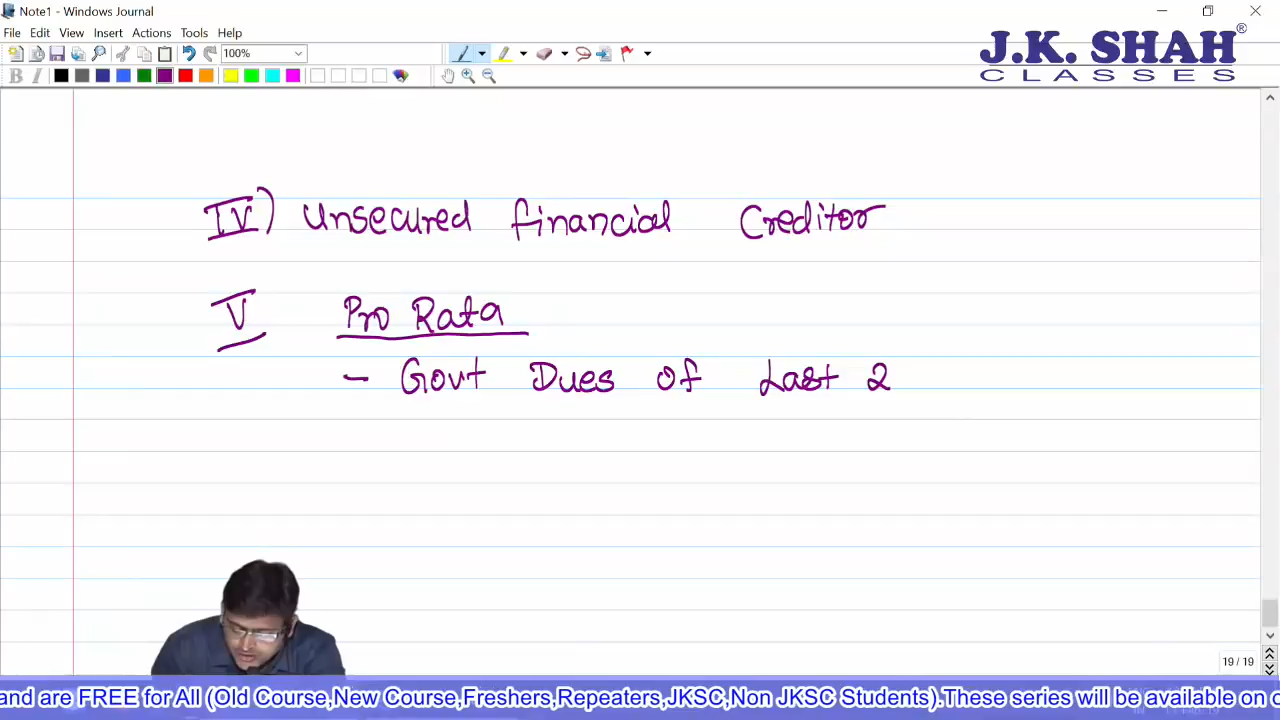 Note1 - Windows Journal
File Edit View Insert Actions Tools Help
100%
B I
J.K. SHAH®
CLASSES
IV) Unsecured financial Creditor
V Pro Rata
- Govt Dues Of Last 2
19 / 19
and are FREE for All (Old Course,New Course,Freshers,Repeaters,JKSC,Non JKSC Students).These series will be available on